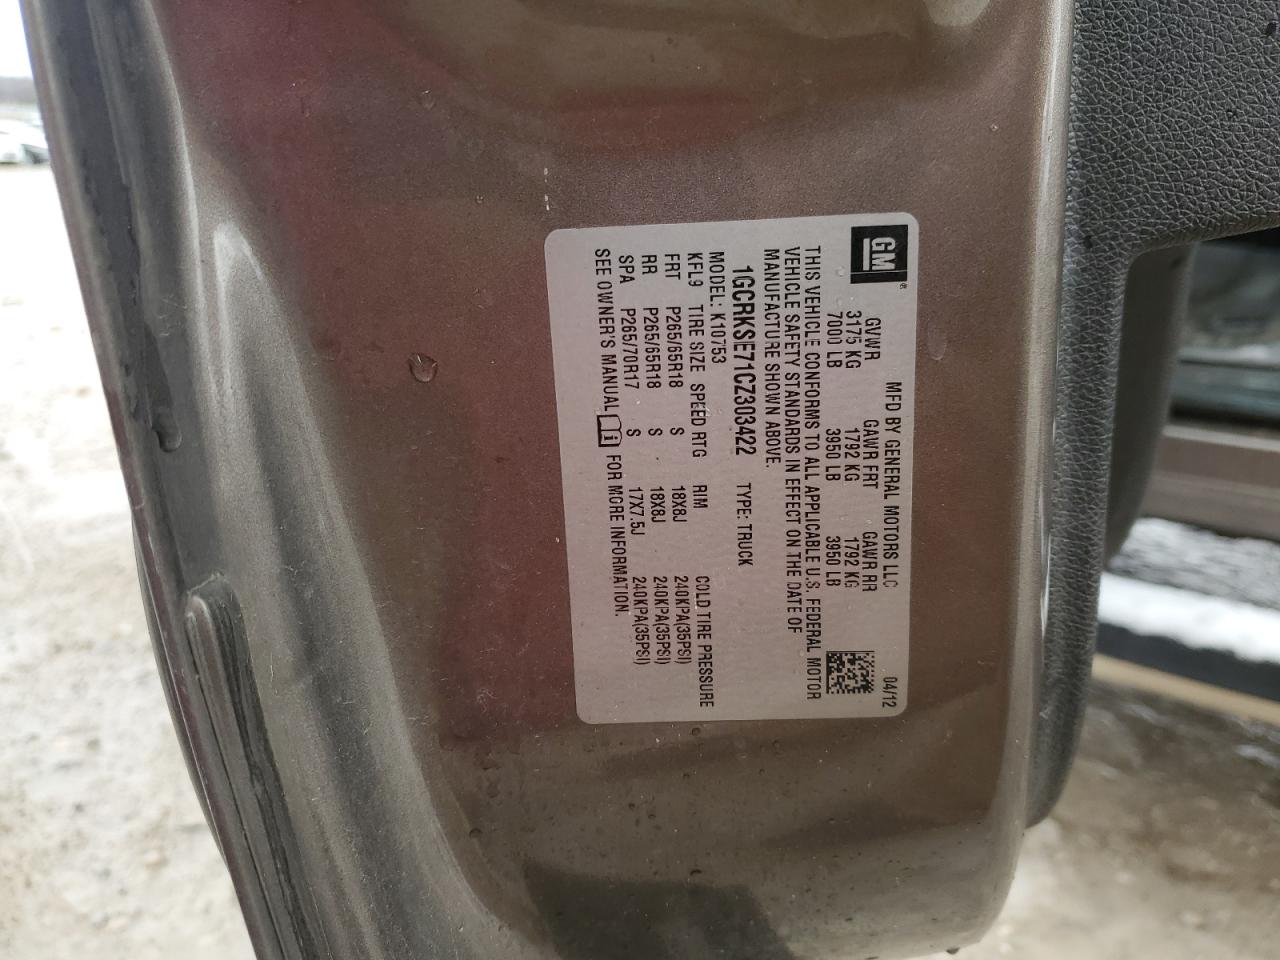 GM®
MFD BY GENERAL MOTORS LLC 04/12
GVWR GAWR FRT GAWR RR
3175 KG 1792 KG 1792 KG
7000 LB 3950 LB 3950 LB
THIS VEHICLE CONFORMS TO ALL APPLICABLE U.S. FEDERAL MOTOR
VEHICLE SAFETY STANDARDS IN EFFECT ON THE DATE OF
MANUFACTURE SHOWN ABOVE.
1GCRKSE71CZ303422 TYPE: TRUCK
MODEL: K10753
KFL9 TIRE SIZE SPEED RTG RIM COLD TIRE PRESSURE
FRT P265/65R18 S 18X8J 240KPA(35PSI)
RR P265/65R18 S 18X8J 240KPA(35PSI)
SPA P265/70R17 S 17X7.5J 240KPA(35PSI)
SEE OWNER'S MANUAL i FOR MORE INFORMATION.